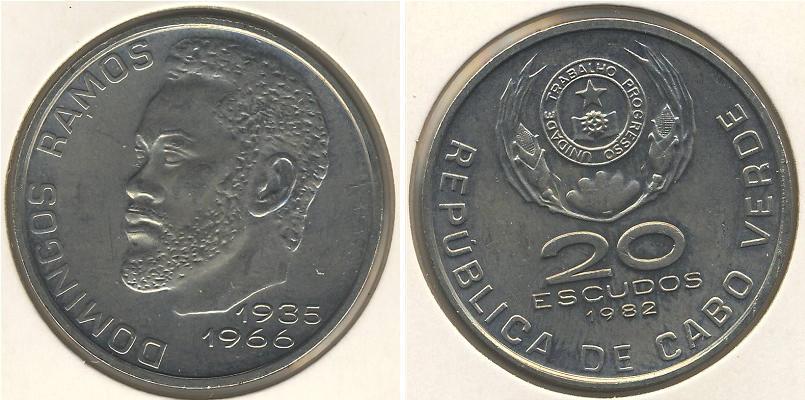 DOMINGOS RAMOS
1935
1966
UNIDADE TRABALHO PROGRESSO
20
ESCUDOS
1982
REPÚBLICA DE CABO VERDE